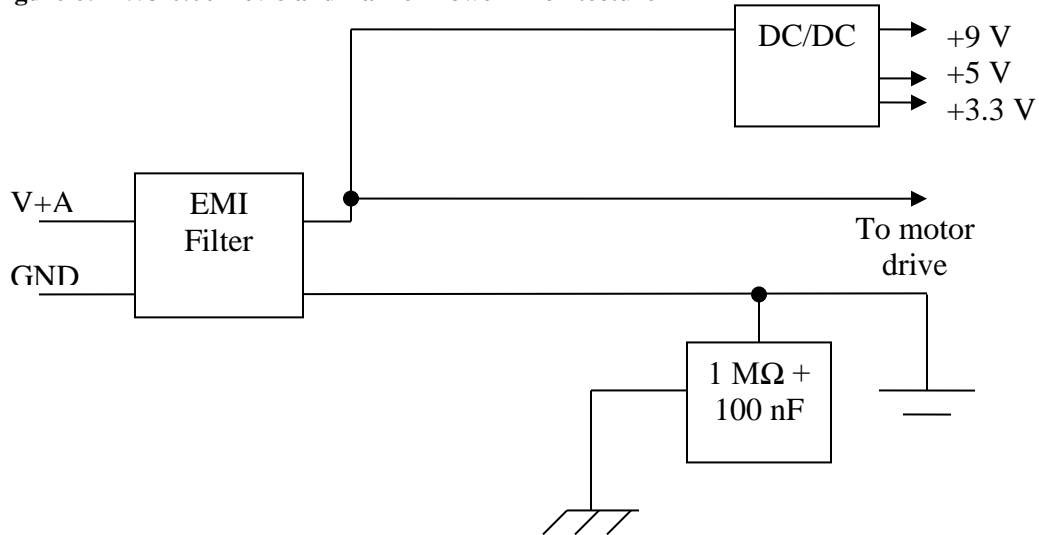 DC/DC
+9 V
+5 V
+3.3 V
V+A
EMI
Filter
To motor
drive
GND
1 MΩ +
100 nF